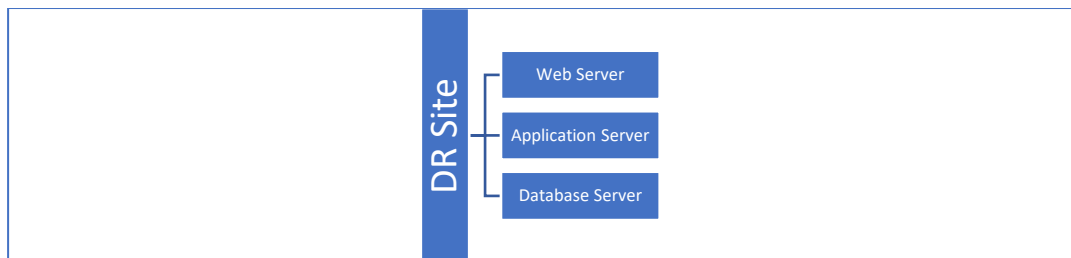 DR Site
Web Server
Application Server
Database Server